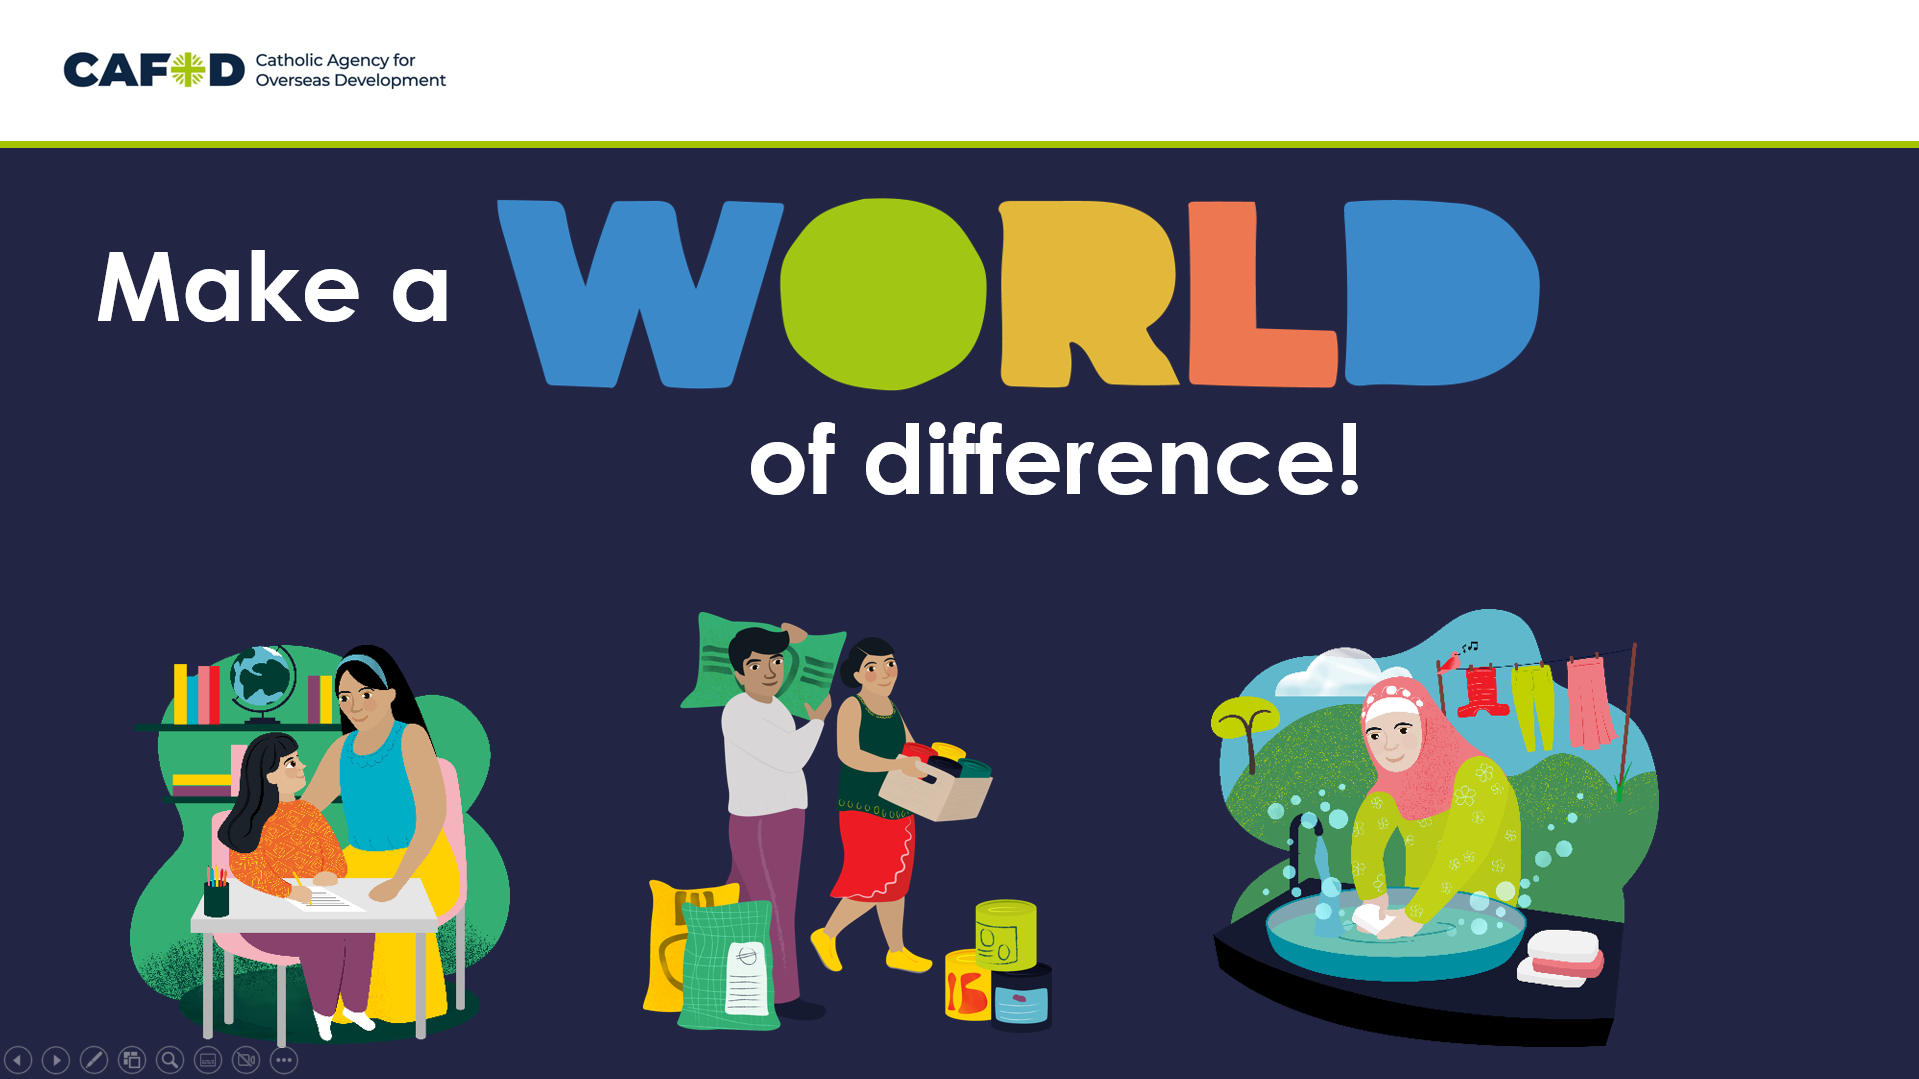 CAFOD Catholic Agency for
Overseas Development
Make a WORLD
of difference!